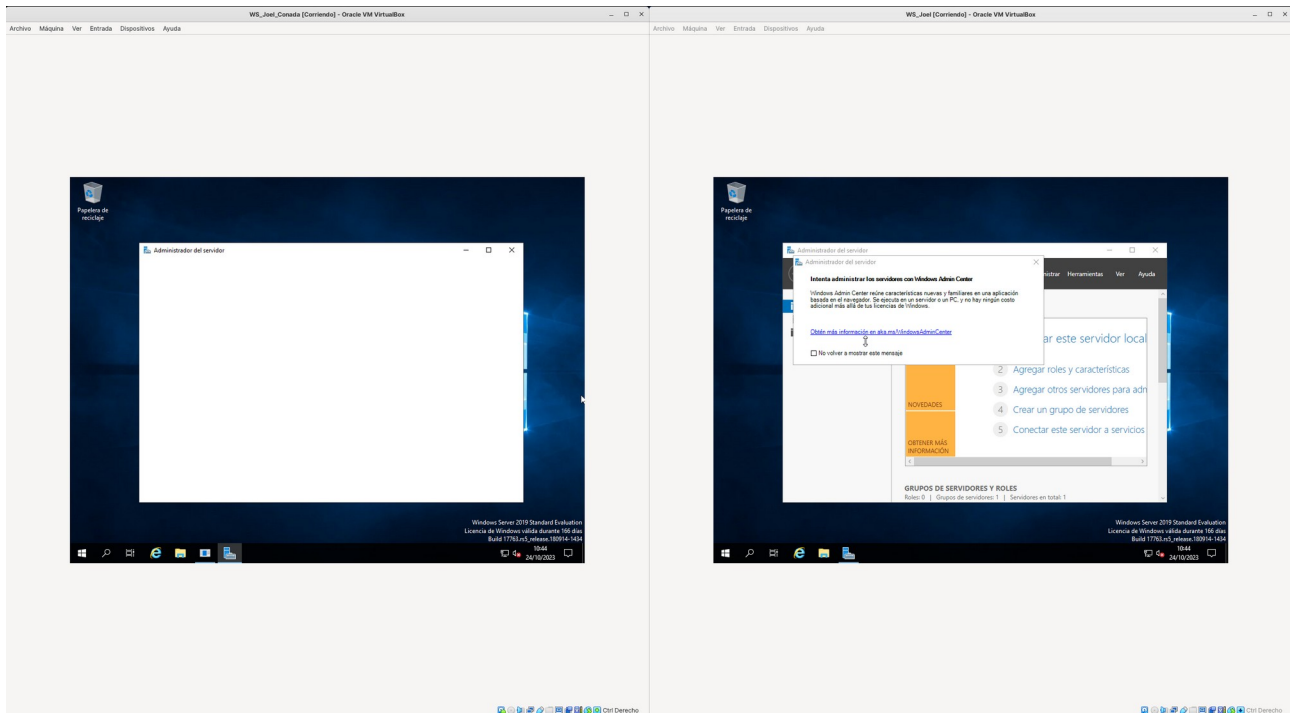 WS_Joel_Conada [Corriendo] - Oracle VM VirtualBox
Archivo Máquina Ver Entrada Dispositivos Ayuda
Papelera de
reciclaje
Administrador del servidor
Windows Server 2019 Standard Evaluation
Licencia de Windows válida durante 166 días
Build 17763.rs5_release.180914-1434
10:44
24/10/2023
Ctrl Derecho
WS_Joel [Corriendo] - Oracle VM VirtualBox
Archivo Máquina Ver Entrada Dispositivos Ayuda
Papelera de
reciclaje
Administrador del servidor
Administrador del servidor
nistrar Herramientas Ver Ayuda
Intenta administrar los servidores con Windows Admin Center
Windows Admin Center reúne características nuevas y familiares en una aplicación
basada en el navegador. Se ejecuta en un servidor o un PC, y no hay ningún costo
adicional más allá de tus licencias de Windows.
Obtén más información en aka.ms/WindowsAdminCenter
No volver a mostrar este mensaje
ar este servidor local
2 Agregar roles y características
3 Agregar otros servidores para adm
NOVEDADES
4 Crear un grupo de servidores
5 Conectar este servidor a servicios
OBTENER MÁS
INFORMACIÓN
GRUPOS DE SERVIDORES Y ROLES
Roles: 0 | Grupos de servidores: 1 | Servidores en total: 1
Windows Server 2019 Standard Evaluation
Licencia de Windows válida durante 166 días
Build 17763.rs5_release.180914-1434
10:44
24/10/2023
Ctrl Derecho